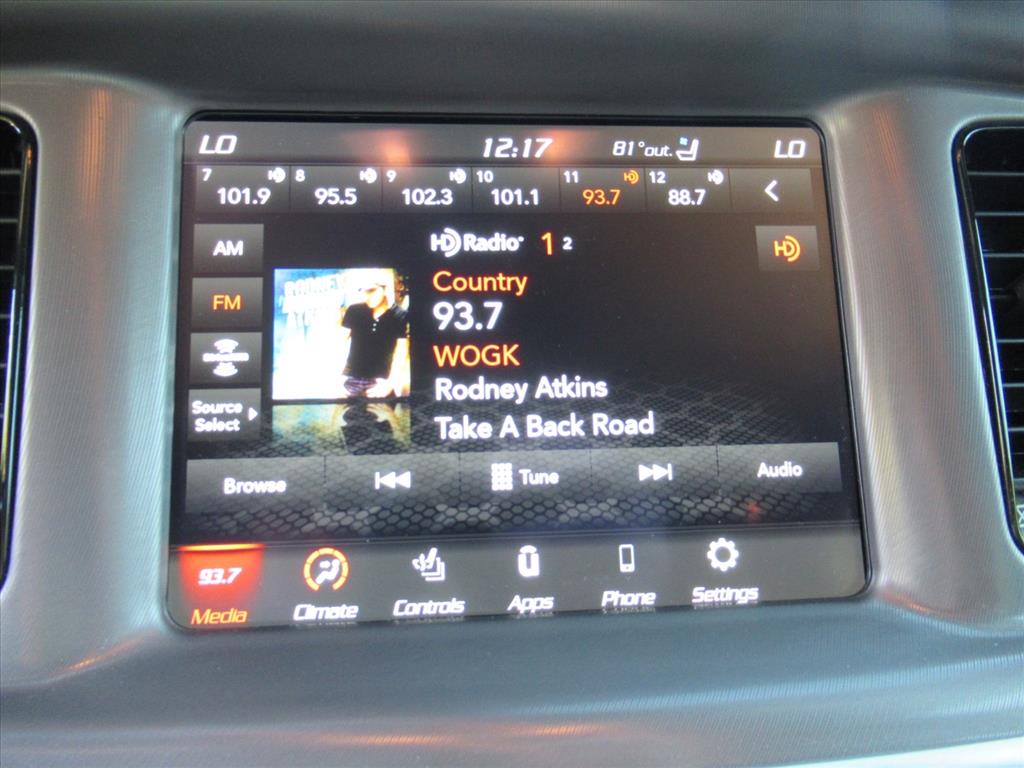 LO 12:17 81°out. LO
7 8 9 10 11 12
101.9 95.5 102.3 101.1 93.7 88.7
HD Radio 1 2
AM
FM
Source
Select
Country
93.7
WOGK
Rodney Atkins
Take A Back Road
RODNEY
ATKINS
Browse Tune Audio
93.7
Media Climate Controls Apps Phone Settings